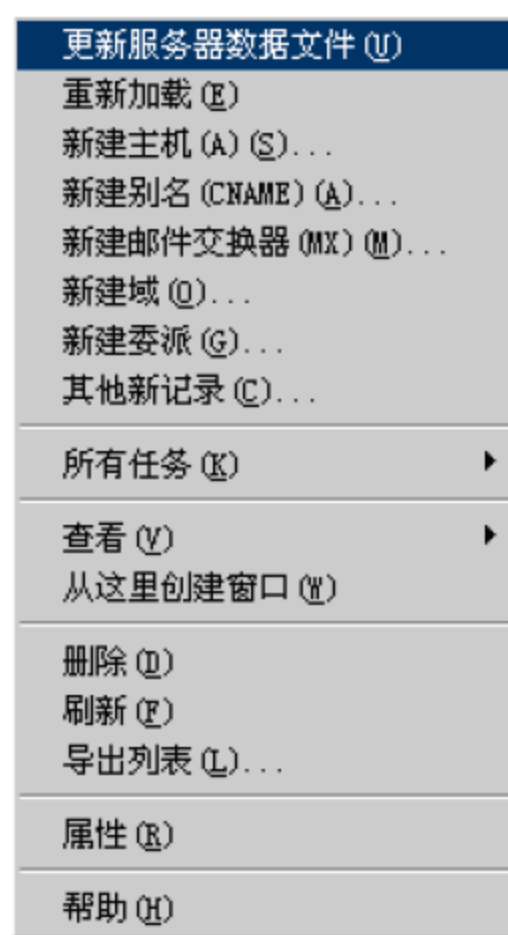 更新服务器数据文件(U)
重新加载(E)
新建主机(A)(S)...
新建别名(CNAME)(A)...
新建邮件交换器(MX)(M)...
新建域(O)...
新建委派(G)...
其他新记录(C)...
所有任务(K)
查看(V)
从这里创建窗口(W)
删除(D)
刷新(F)
导出列表(L)...
属性(R)
帮助(H)